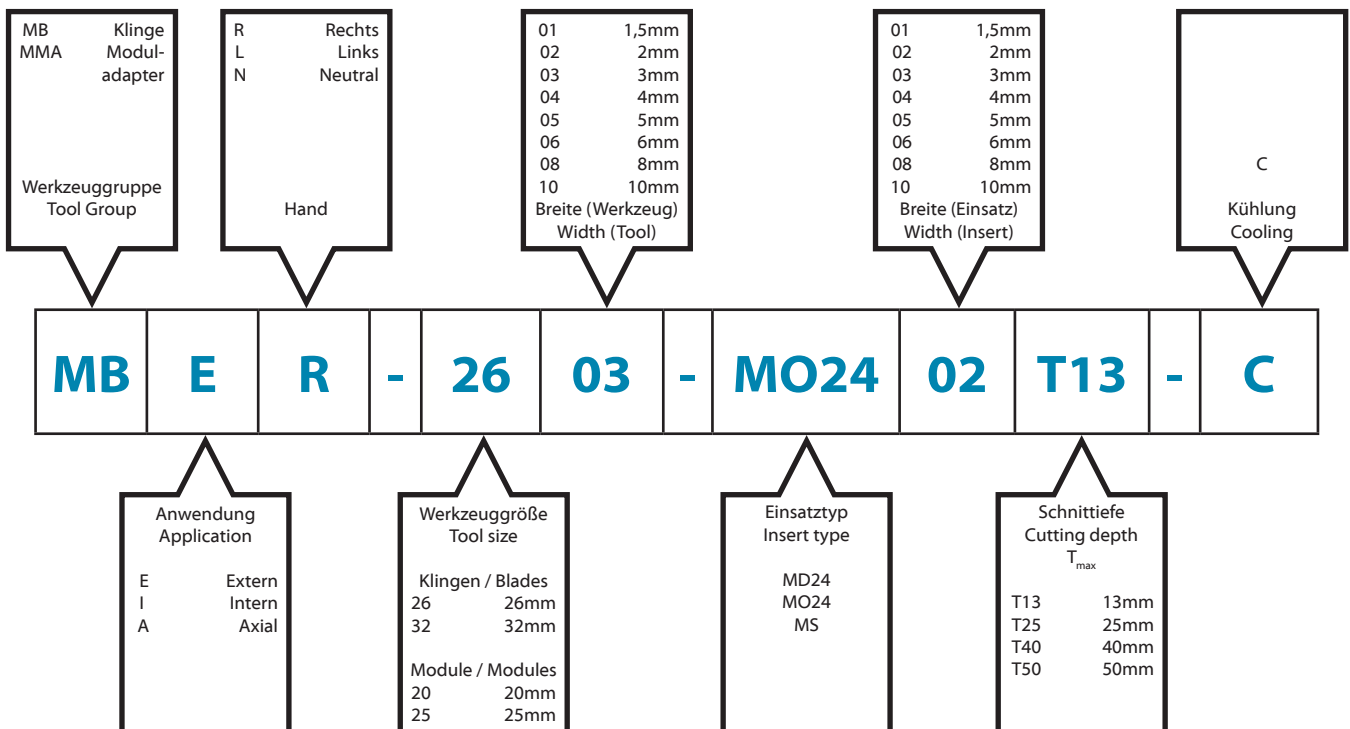 MB Klinge
MMA Modul-
adapter
Werkzeuggruppe
Tool Group
R Rechts
L Links
N Neutral
Hand
01 1,5mm
02 2mm
03 3mm
04 4mm
05 5mm
06 6mm
08 8mm
10 10mm
Breite (Werkzeug)
Width (Tool)
01 1,5mm
02 2mm
03 3mm
04 4mm
05 5mm
06 6mm
08 8mm
10 10mm
Breite (Einsatz)
Width (Insert)
C
Kühlung
Cooling
MB E R - 26 03 - MO24 02 T13 - C
Anwendung
Application
E Extern
I Intern
A Axial
Werkzeuggröße
Tool size
Klingen / Blades
26 26mm
32 32mm
Module / Modules
20 20mm
25 25mm
Einsatztyp
Insert type
MD24
MO24
MS
Schnittiefe
Cutting depth
Tmax
T13 13mm
T25 25mm
T40 40mm
T50 50mm